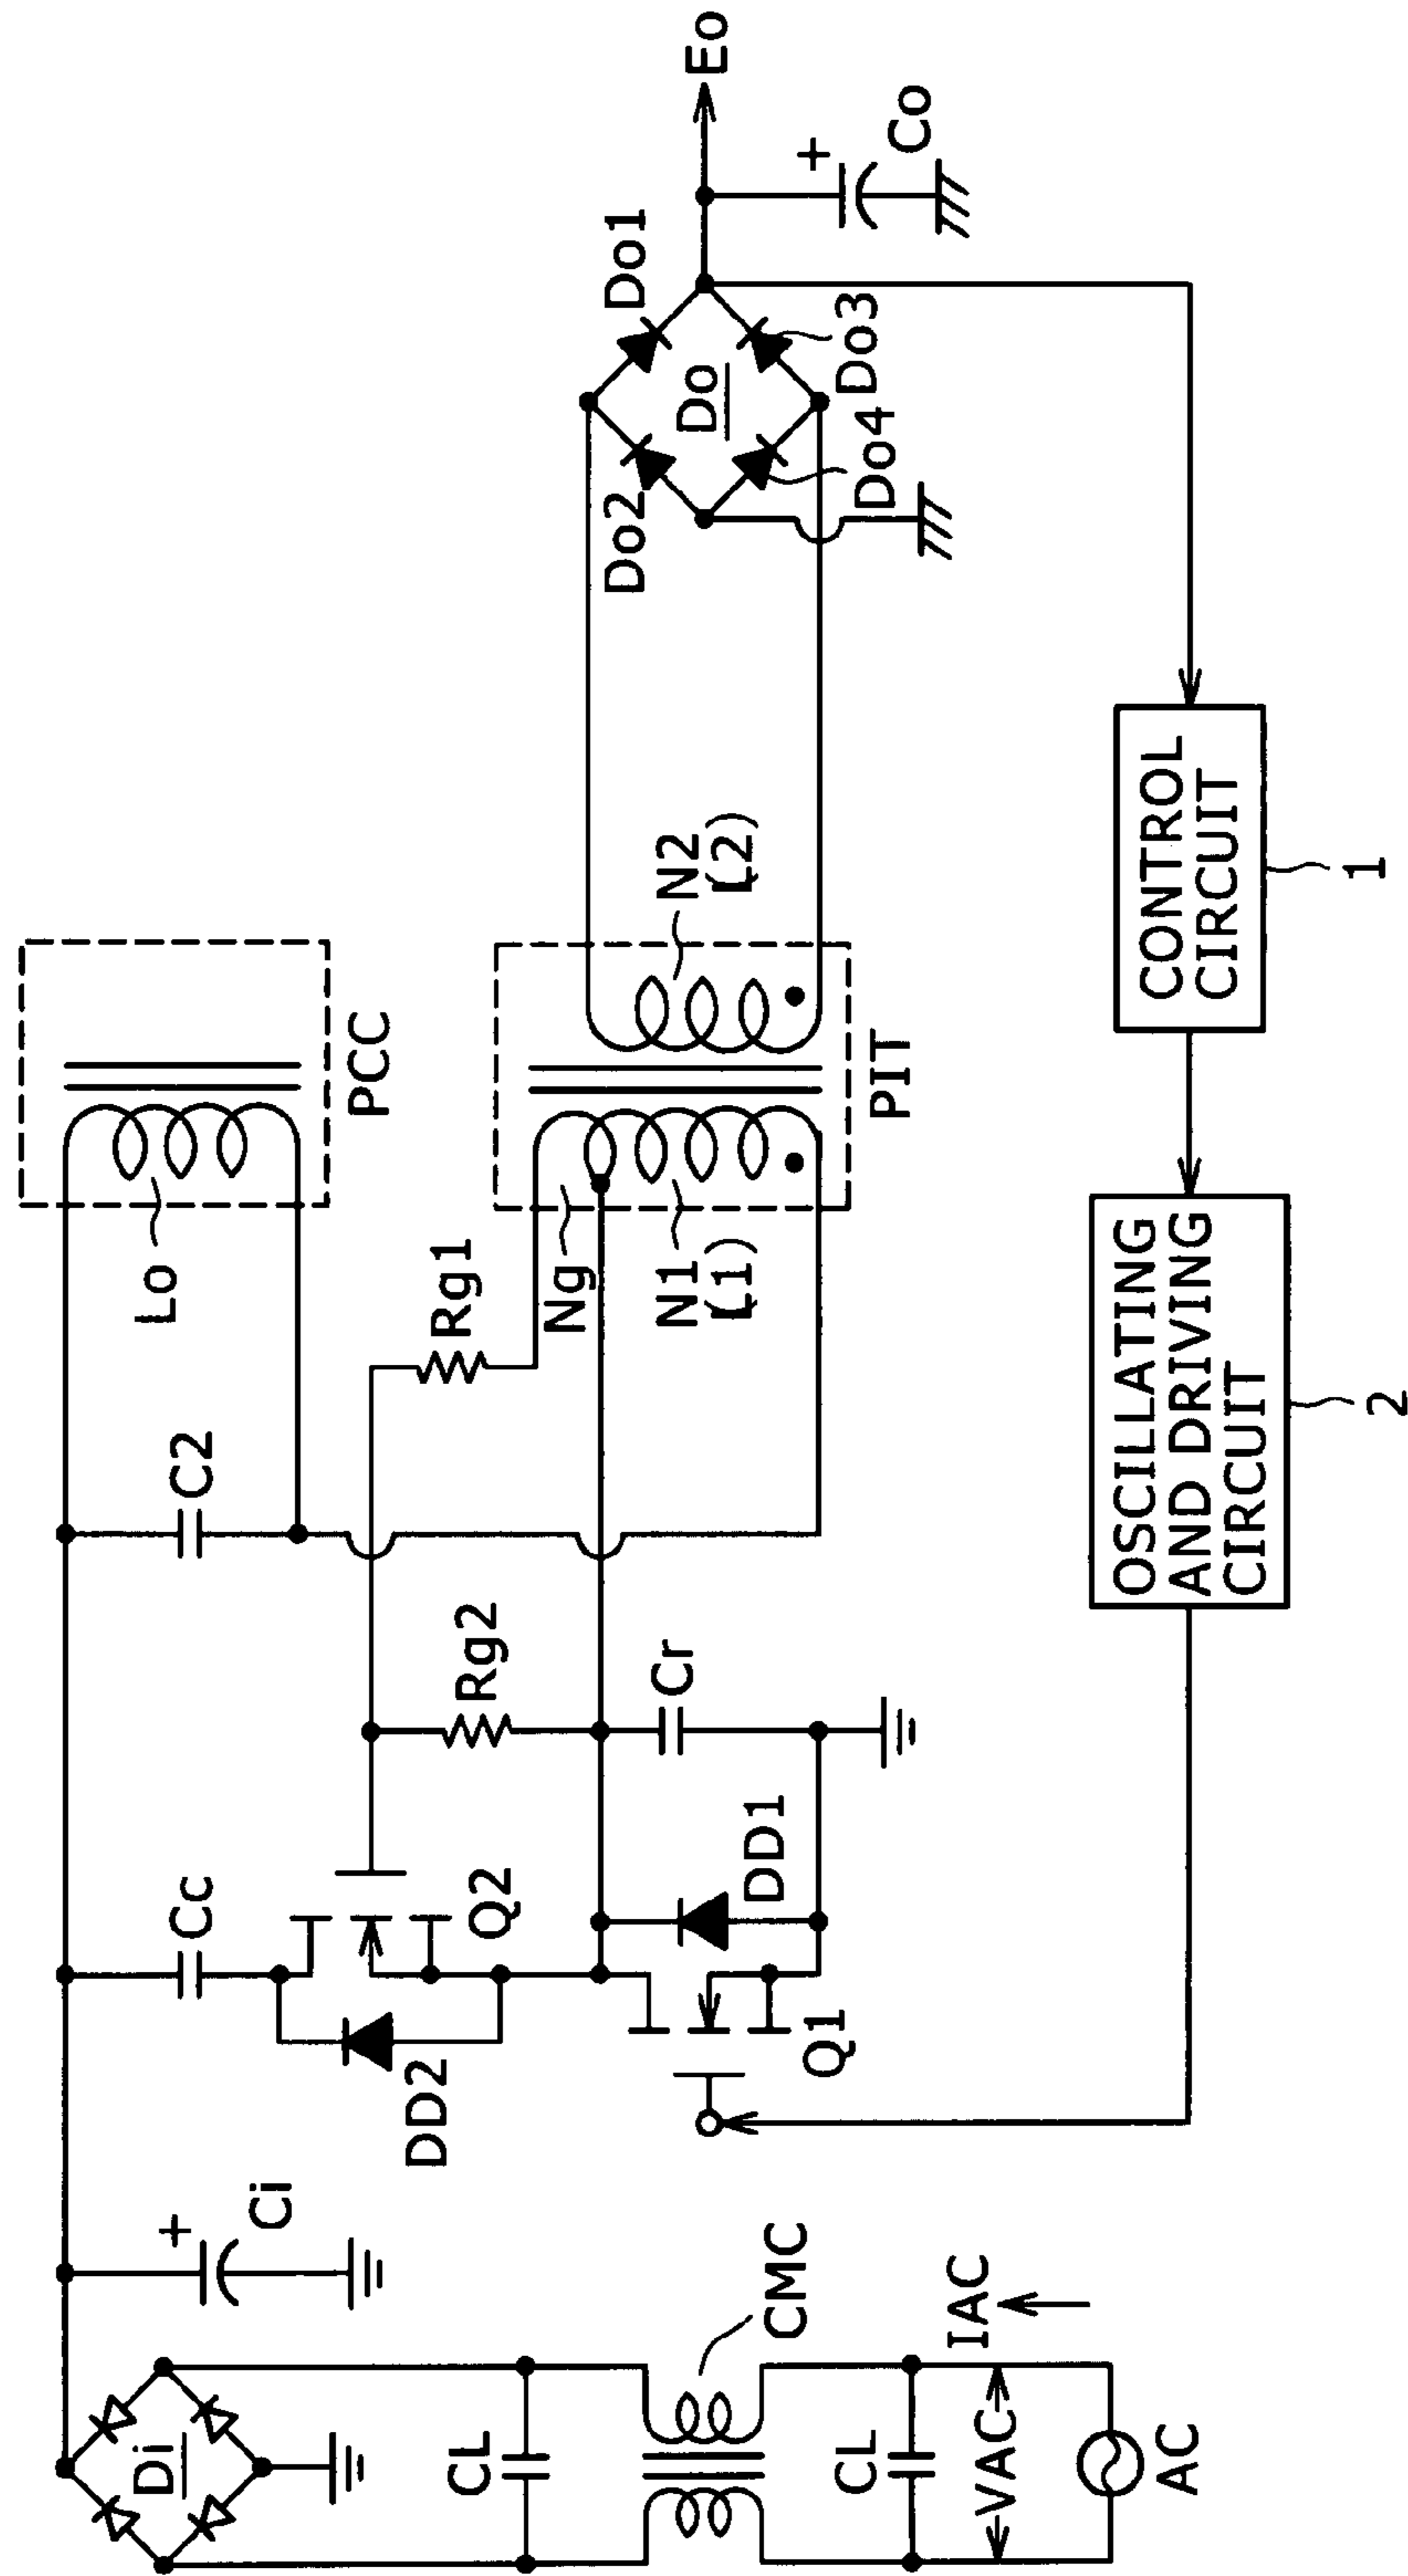 Di
Ci
+
CL
CMC
CL
IAC
VAC
AC
Cc
DD2
Q2
Q1
DD1
Cr
Rg2
C2
Rg1
Lo
PCC
Ng
N1
(L1)
N2
(L2)
PIT
Do1
Do2
Do
Do3
Do4
Eo
+
Co
CONTROL
CIRCUIT
1
OSCILLATING
AND DRIVING
CIRCUIT
2